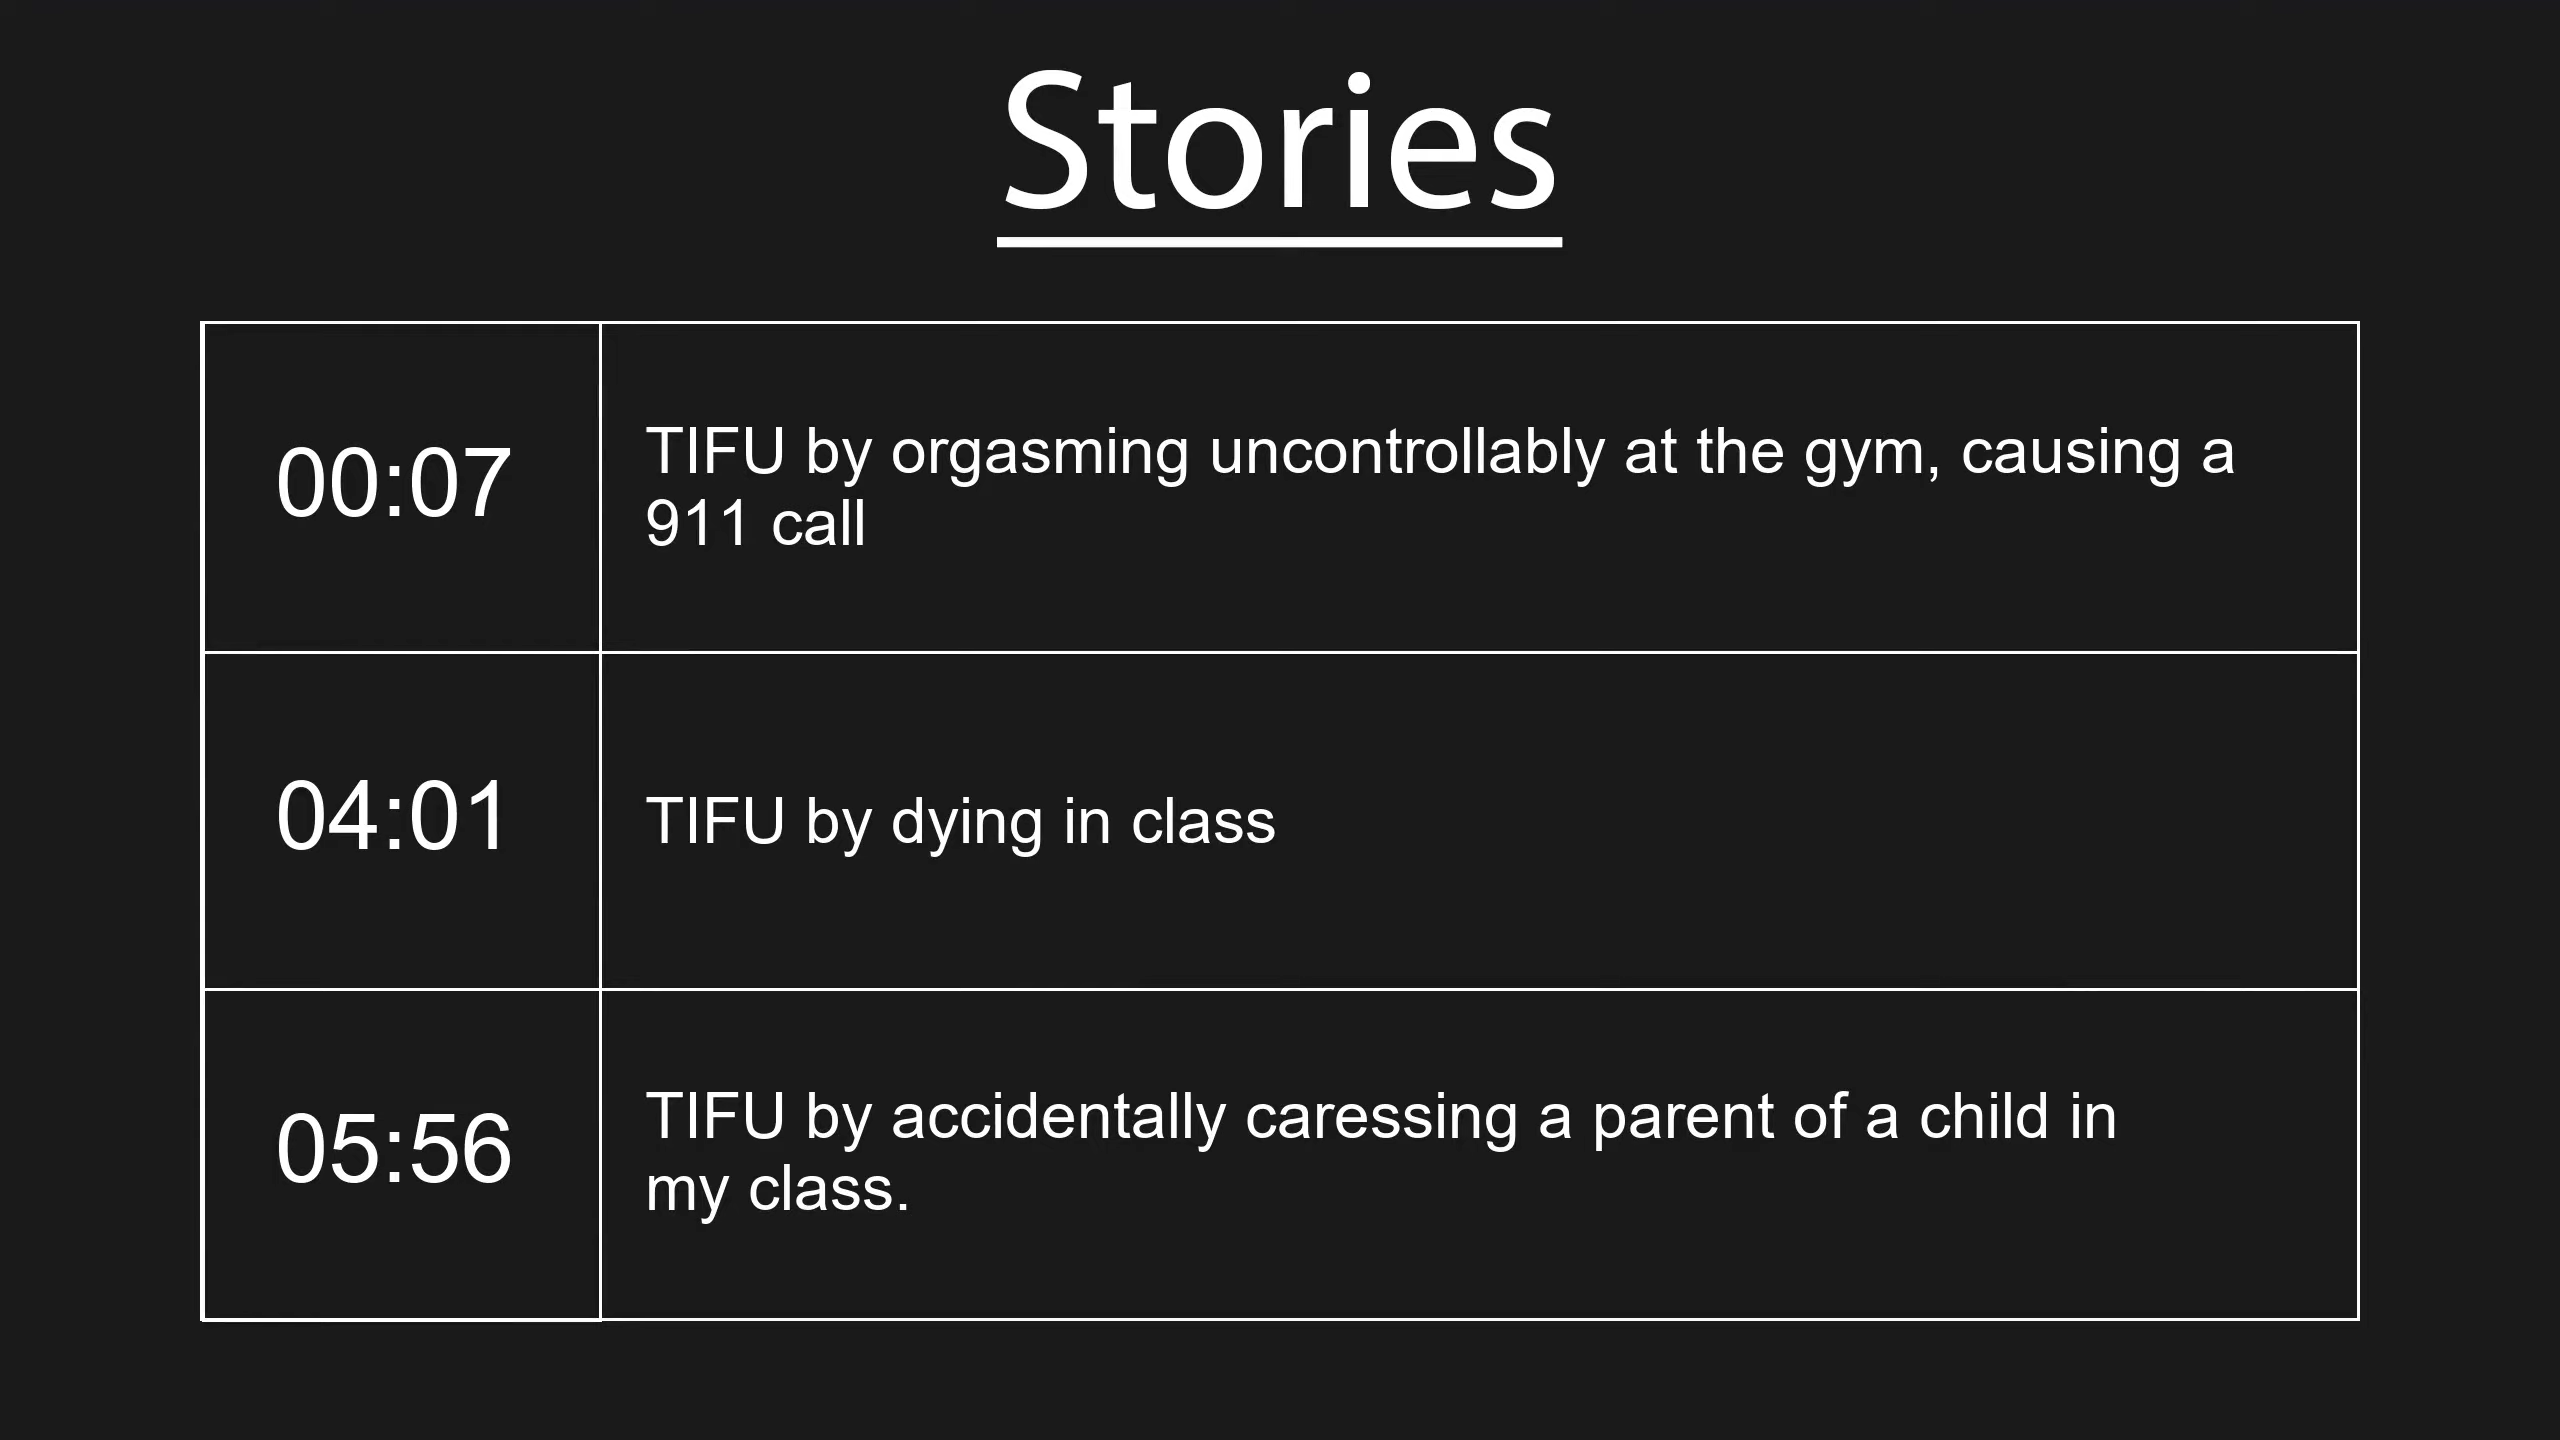 Stories
00:07
TIFU by orgasming uncontrollably at the gym, causing a
911 call
04:01
TIFU by dying in class
05:56
TIFU by accidentally caressing a parent of a child in
my class.